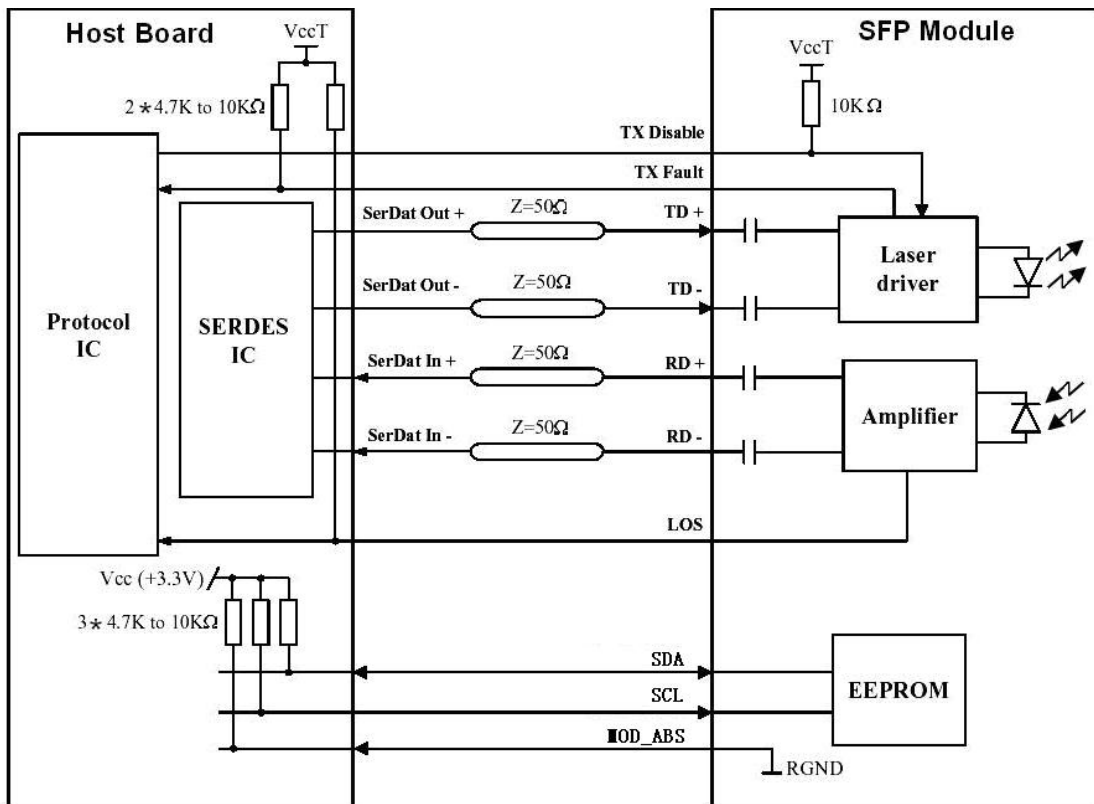 Host Board
SFP Module
VccT
VccT
2*4.7K to 10KΩ
10KΩ
TX Disable
TX Fault
SerDat Out +
Z=50Ω
TD +
SerDat Out -
Z=50Ω
TD -
Laser
driver
Protocol
IC
SERDES
IC
SerDat In +
Z=50Ω
RD +
SerDat In -
Z=50Ω
RD -
Amplifier
LOS
Vcc (+3.3V)
3*4.7K to 10KΩ
SDA
SCL
MOD_ABS
EEPROM
RGND